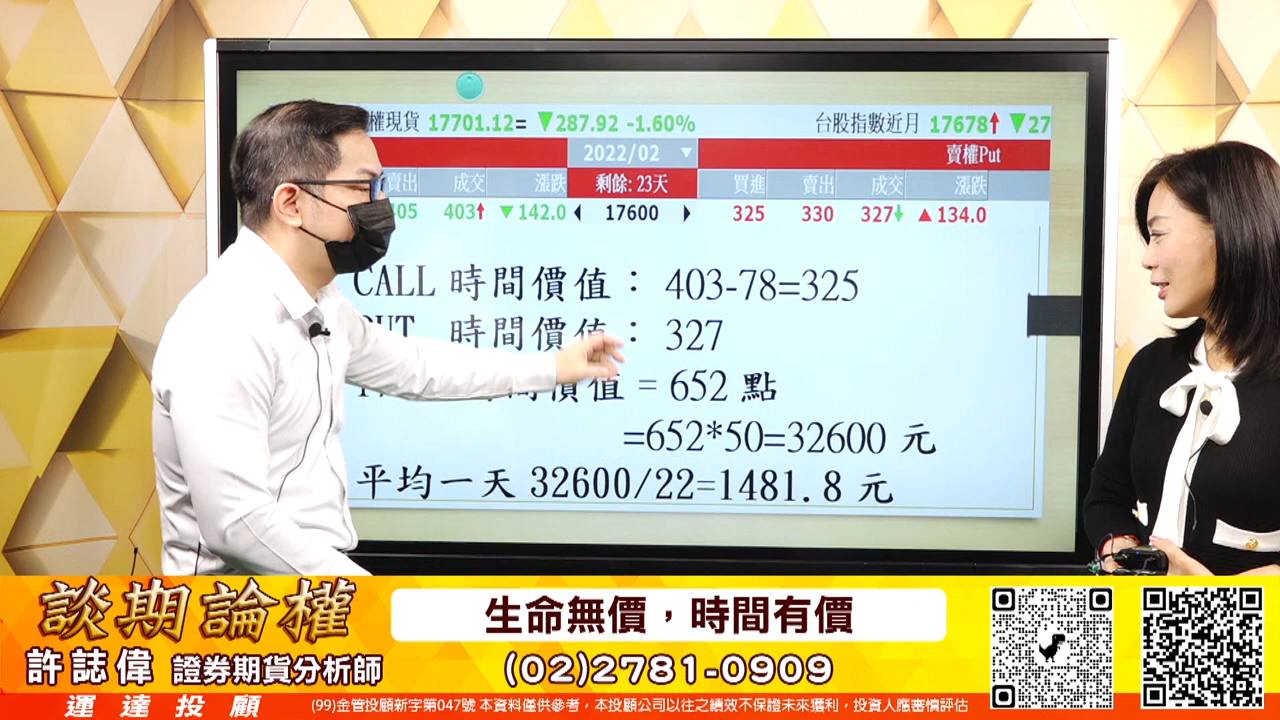 權現貨 17701.12= ▼287.92 -1.60% 台股指數近月 17678↑ ▼27
2022/02 ▼ 賣權Put
賣出 成交 漲跌 剩餘: 23天 買進 賣出 成交 漲跌
405 403↑ ▼142.0 17600 325 330 327↓ ▲134.0
CALL 時間價值: 403-78=325
PUT 時間價值: 327
時間價值 = 652 點
=652*50=32600 元
平均一天 32600/22=1481.8 元
談期論權
生命無價,時間有價
許誌偉 證券期貨分析師
(02)2781-0909
運達投顧
(99)金管投顧新字第047號 本資料僅供參考,本投顧公司以往之績效不保證未來獲利,投資人應審慎評估